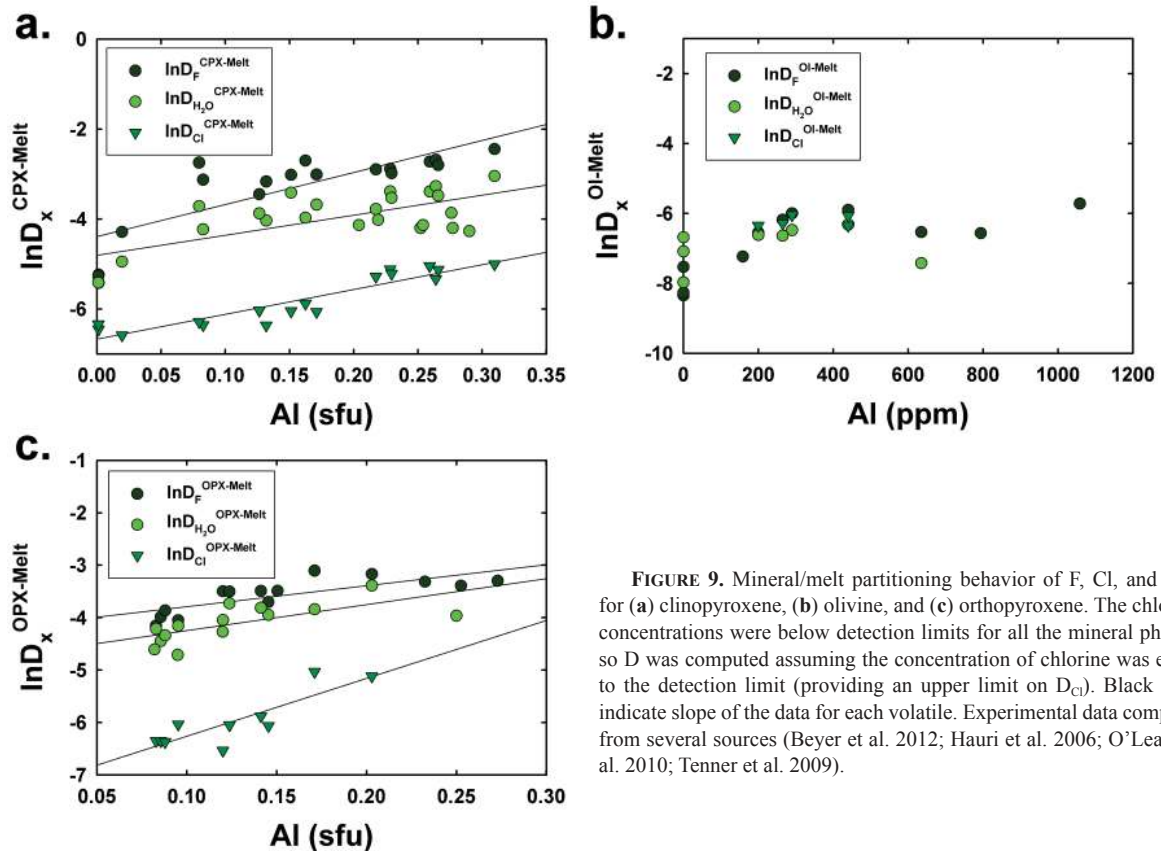 a.
0
-2
-4
-6
lnD_x^CPX-Melt
lnD_F^CPX-Melt
lnD_H2O^CPX-Melt
lnD_Cl^CPX-Melt
0.00 0.05 0.10 0.15 0.20 0.25 0.30 0.35
Al (sfu)
b.
-2
-4
-6
-8
-10
lnD_x^Ol-Melt
lnD_F^Ol-Melt
lnD_H2O^Ol-Melt
lnD_Cl^Ol-Melt
0 200 400 600 800 1000 1200
Al (ppm)
c.
-1
-2
-3
-4
-5
-6
-7
lnD_x^OPX-Melt
lnD_F^OPX-Melt
lnD_H2O^OPX-Melt
lnD_Cl^OPX-Melt
0.05 0.10 0.15 0.20 0.25 0.30
Al (sfu)
FIGURE 9. Mineral/melt partitioning behavior of F, Cl, and
for (a) clinopyroxene, (b) olivine, and (c) orthopyroxene. The chlo
concentrations were below detection limits for all the mineral ph
so D was computed assuming the concentration of chlorine was e
to the detection limit (providing an upper limit on D_Cl). Black
indicate slope of the data for each volatile. Experimental data comp
from several sources (Beyer et al. 2012; Hauri et al. 2006; O'Lea
al. 2010; Tenner et al. 2009).